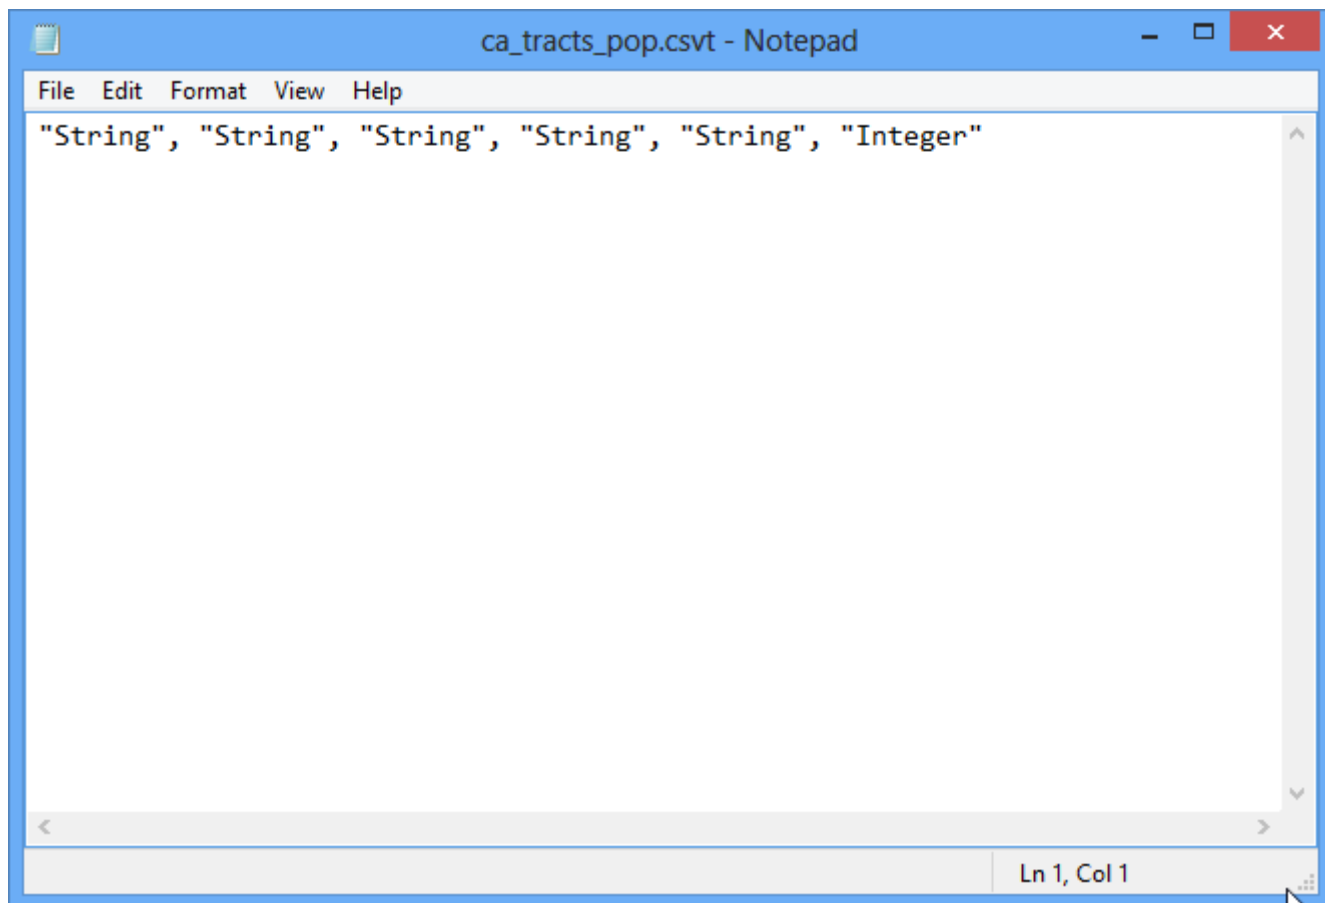 ca_tracts_pop.csvt - Notepad
File Edit Format View Help
"String", "String", "String", "String", "String", "Integer"
Ln 1, Col 1